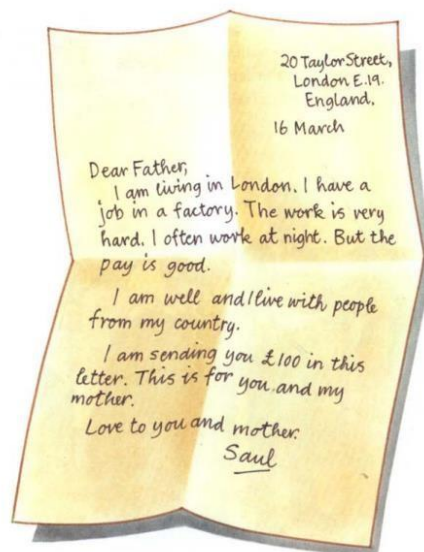 20 Taylor Street,
London E.19.
England.
16 March
Dear Father,
I am living in London. I have a
job in a factory. The work is very
hard. I often work at night. But the
pay is good.
I am well and I live with people
from my country.
I am sending you £100 in this
letter. This is for you and my
mother.
Love to you and mother.
Saul